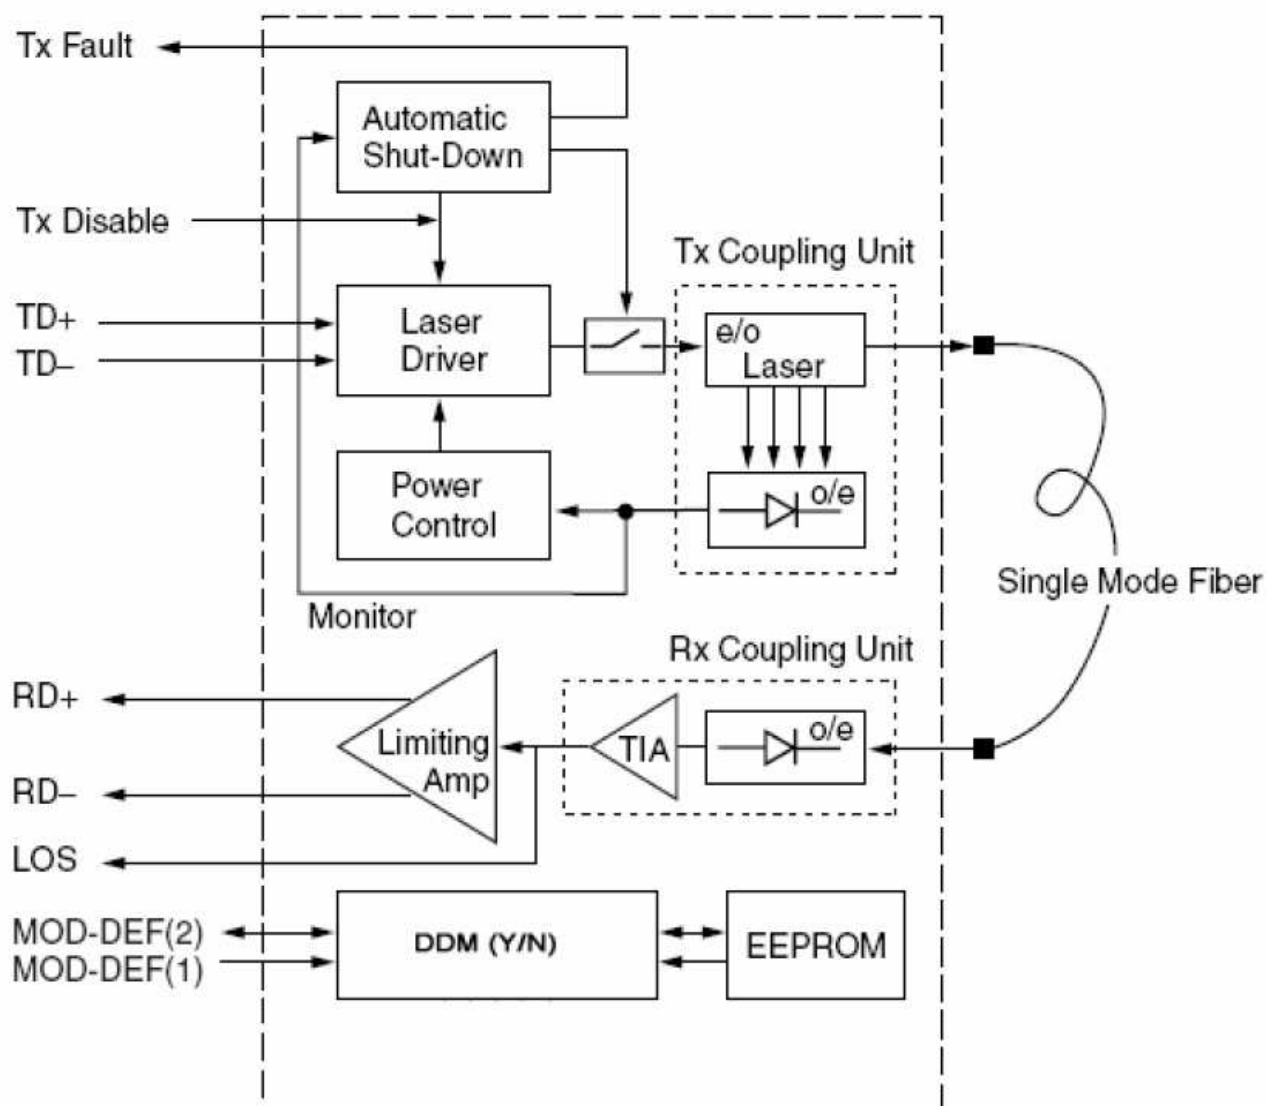 Tx Fault
Automatic
Shut-Down
Tx Disable
Tx Coupling Unit
TD+
TD–
Laser
Driver
e/o
Laser
Power
Control
o/e
Single Mode Fiber
Monitor
Rx Coupling Unit
RD+
Limiting
Amp
TIA
o/e
RD–
LOS
MOD-DEF(2)
MOD-DEF(1)
DDM (Y/N)
EEPROM